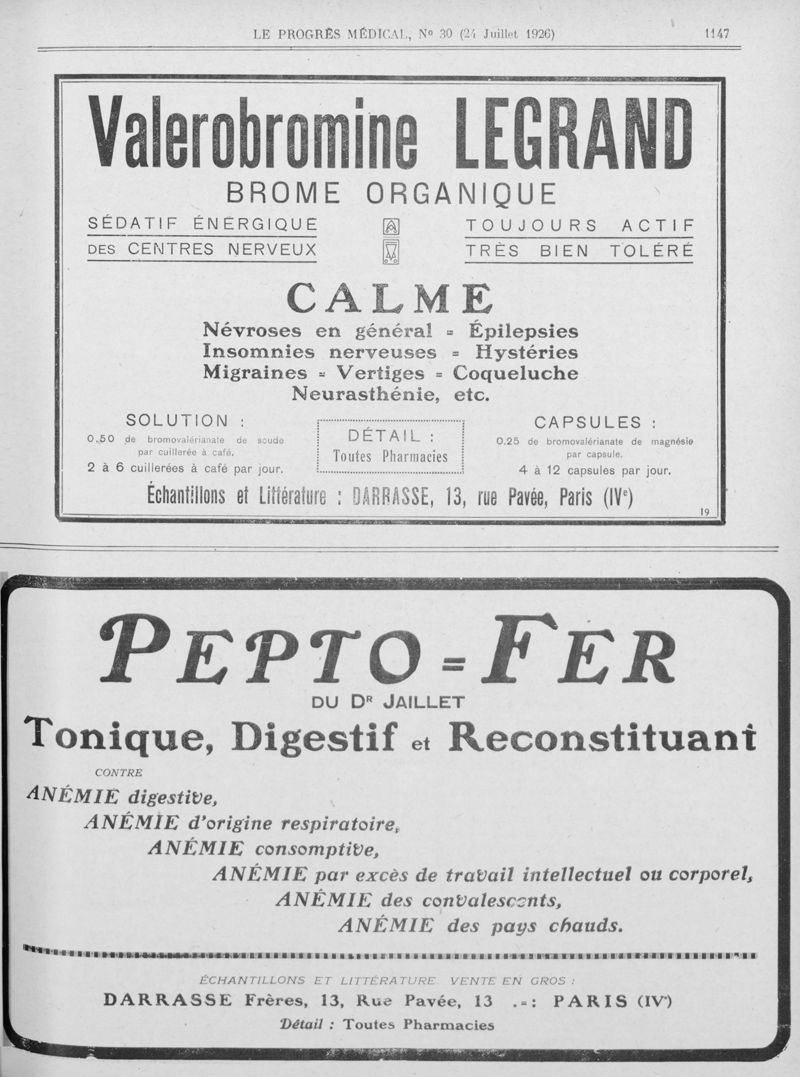 LE PROGRÈS MÉDICAL, No 30 (24 Juillet 1926)
1147
Valerobromine LEGRAND
BROME ORGANIQUE
SÉDATIF ÉNERGIQUE
DES CENTRES NERVEUX
TOUJOURS ACTIF
TRÈS BIEN TOLÉRÉ
CALME
Névroses en général = Épilepsies
Insomnies nerveuses = Hystéries
Migraines = Vertiges = Coqueluche
Neurasthénie, etc.
SOLUTION :
0,50 de bromovalérianate de soude
par cuillerée à café.
2 à 6 cuillerées à café par jour.
DÉTAIL :
Toutes Pharmacies
CAPSULES :
0.25 de bromovalérianate de magnésie
par capsule.
4 à 12 capsules par jour.
Échantillons et Littérature : DARRASSE, 13, rue Pavée, Paris (IVe)
19
PEPTO=FER
DU DR JAILLET
Tonique, Digestif et Reconstituant
CONTRE
ANÉMIE digestive,
ANÉMIE d'origine respiratoire,
ANÉMIE consomptive,
ANÉMIE par excès de travail intellectuel ou corporel,
ANÉMIE des convalescents,
ANÉMIE des pays chauds.
ÉCHANTILLONS ET LITTÉRATURE VENTE EN GROS :
DARRASSE Frères, 13, Rue Pavée, 13 .=: PARIS (IVe)
Détail : Toutes Pharmacies